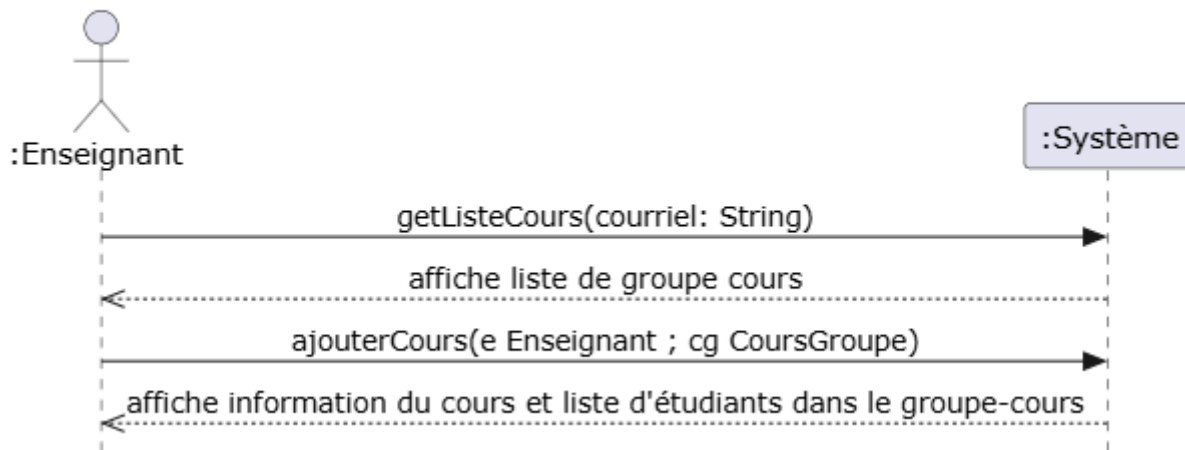 :Enseignant
:Système
getListeCours(courriel: String)
affiche liste de groupe cours
ajouterCours(e Enseignant ; cg CoursGroupe)
affiche information du cours et liste d'étudiants dans le groupe-cours